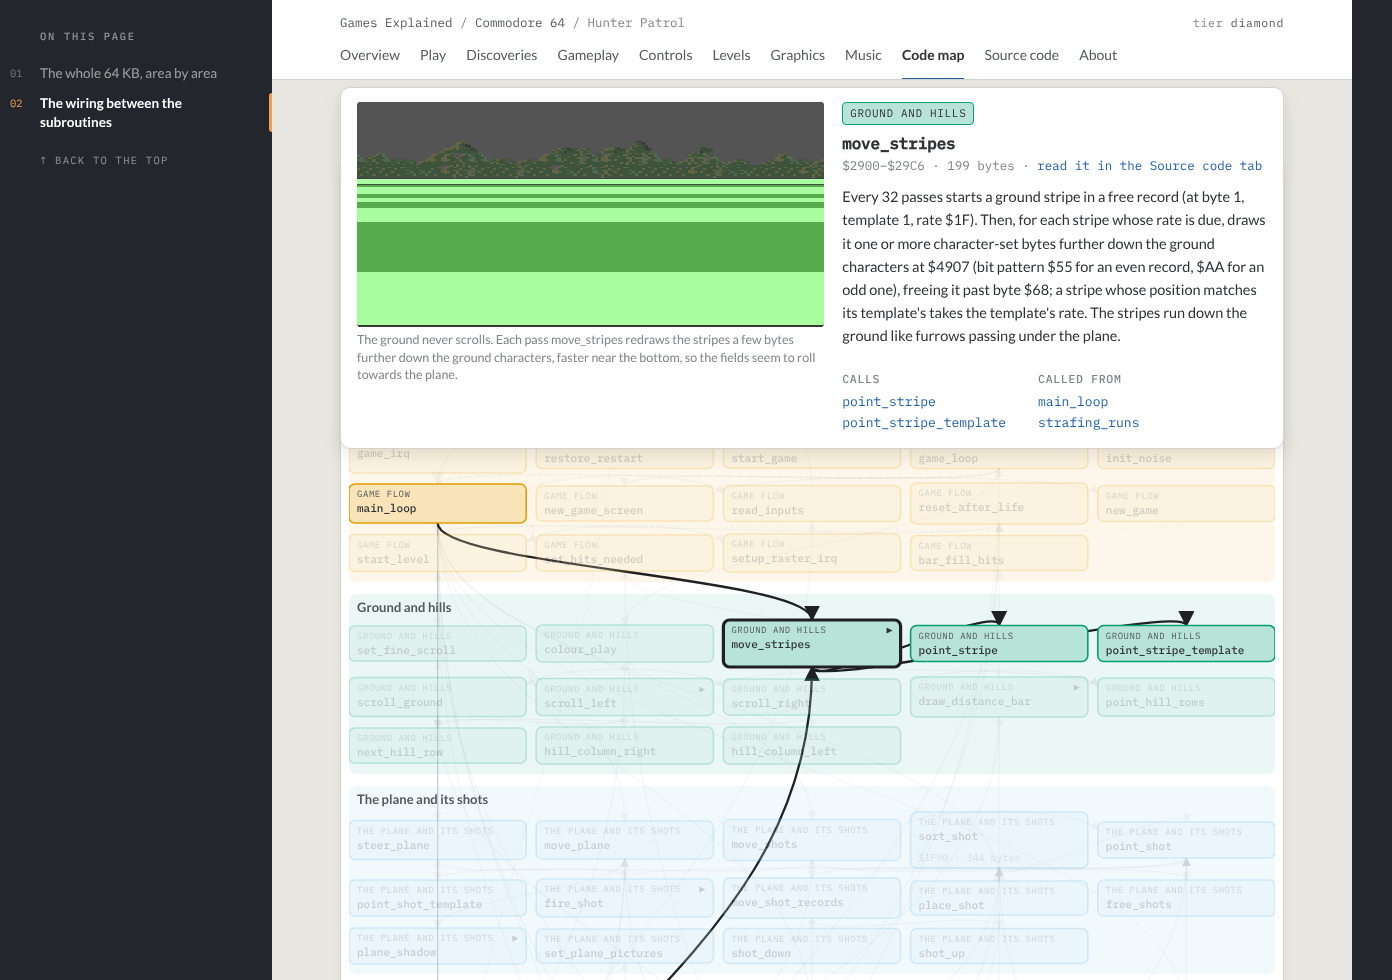 ON THIS PAGE
01 The whole 64 KB, area by area
02 The wiring between the
subroutines
↑ BACK TO THE TOP
Games Explained / Commodore 64 / Hunter Patrol
tier diamond
Overview Play Discoveries Gameplay Controls Levels Graphics Music Code map Source code About
The ground never scrolls. Each pass move_stripes redraws the stripes a few bytes
further down the ground characters, faster near the bottom, so the fields seem to roll
towards the plane.
GROUND AND HILLS
move_stripes
$2900–$29C6 · 199 bytes · read it in the Source code tab
Every 32 passes starts a ground stripe in a free record (at byte 1,
template 1, rate $1F). Then, for each stripe whose rate is due, draws
it one or more character-set bytes further down the ground
characters at $4907 (bit pattern $55 for an even record, $AA for an
odd one), freeing it past byte $68; a stripe whose position matches
its template's takes the template's rate. The stripes run down the
ground like furrows passing under the plane.
CALLS
point_stripe
point_stripe_template
CALLED FROM
main_loop
strafing_runs
game_irq
restore_restart
start_game
game_loop
init_noise
GAME FLOW
main_loop
GAME FLOW
new_game_screen
GAME FLOW
read_inputs
GAME FLOW
reset_after_life
GAME FLOW
new_game
GAME FLOW
start_level
GAME FLOW
set_hits_needed
GAME FLOW
setup_raster_irq
GAME FLOW
bar_fill_bits
Ground and hills
GROUND AND HILLS
set_fine_scroll
GROUND AND HILLS
colour_play
GROUND AND HILLS ▶
move_stripes
GROUND AND HILLS
point_stripe
GROUND AND HILLS
point_stripe_template
GROUND AND HILLS
scroll_ground
GROUND AND HILLS ▶
scroll_left
GROUND AND HILLS
scroll_right
GROUND AND HILLS ▶
draw_distance_bar
GROUND AND HILLS
point_hill_rows
GROUND AND HILLS
next_hill_row
GROUND AND HILLS
hill_column_right
GROUND AND HILLS
hill_column_left
The plane and its shots
THE PLANE AND ITS SHOTS
steer_plane
THE PLANE AND ITS SHOTS
move_plane
THE PLANE AND ITS SHOTS
move_shots
THE PLANE AND ITS SHOTS
sort_shot
$1F90 · 344 bytes
THE PLANE AND ITS SHOTS
point_shot
THE PLANE AND ITS SHOTS
point_shot_template
THE PLANE AND ITS SHOTS ▶
fire_shot
THE PLANE AND ITS SHOTS
move_shot_records
THE PLANE AND ITS SHOTS
place_shot
THE PLANE AND ITS SHOTS
free_shots
THE PLANE AND ITS SHOTS ▶
plane_shadow
THE PLANE AND ITS SHOTS
set_plane_pictures
THE PLANE AND ITS SHOTS
shot_down
THE PLANE AND ITS SHOTS
shot_up